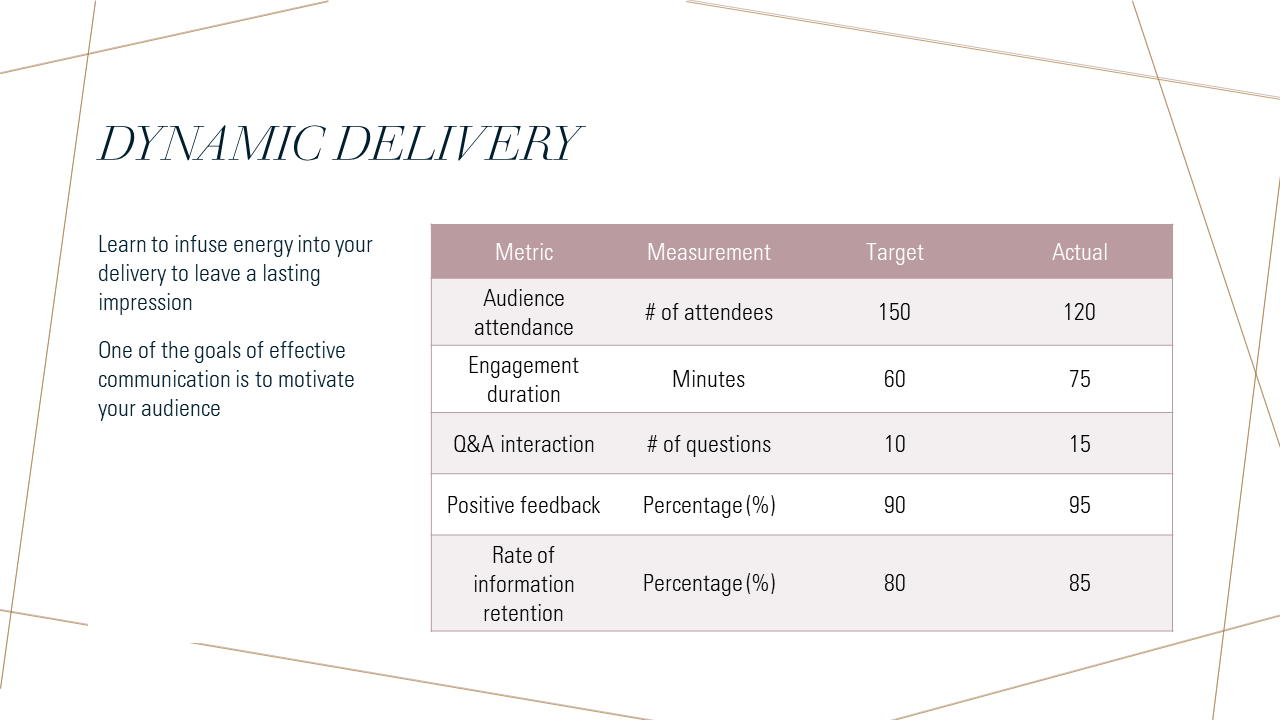 DYNAMIC DELIVERY
Learn to infuse energy into your
delivery to leave a lasting
impression
One of the goals of effective
communication is to motivate
your audience
Metric Measurement Target Actual
Audience
attendance # of attendees 150 120
Engagement
duration Minutes 60 75
Q&A interaction # of questions 10 15
Positive feedback Percentage (%) 90 95
Rate of
information
retention Percentage (%) 80 85